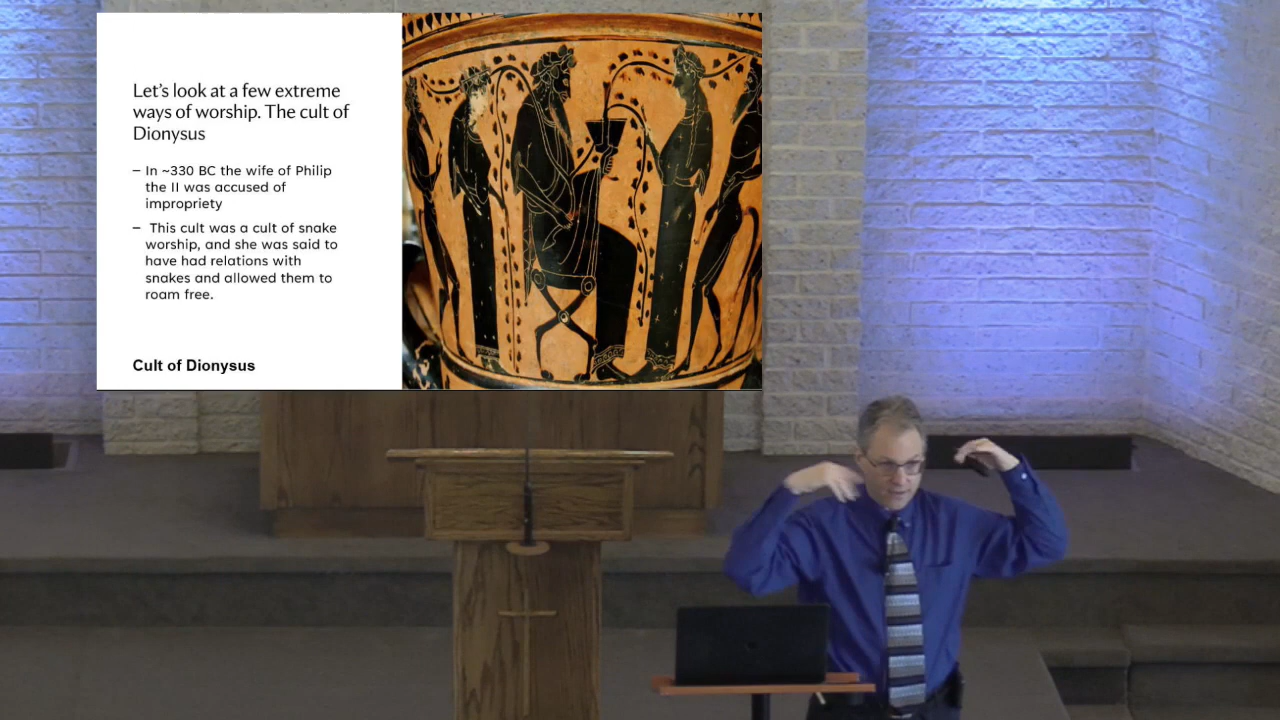 Let's look at a few extreme
ways of worship. The cult of
Dionysus
– In ~330 BC the wife of Philip
the II was accused of
impropriety
– This cult was a cult of snake
worship, and she was said to
have had relations with
snakes and allowed them to
roam free.
Cult of Dionysus